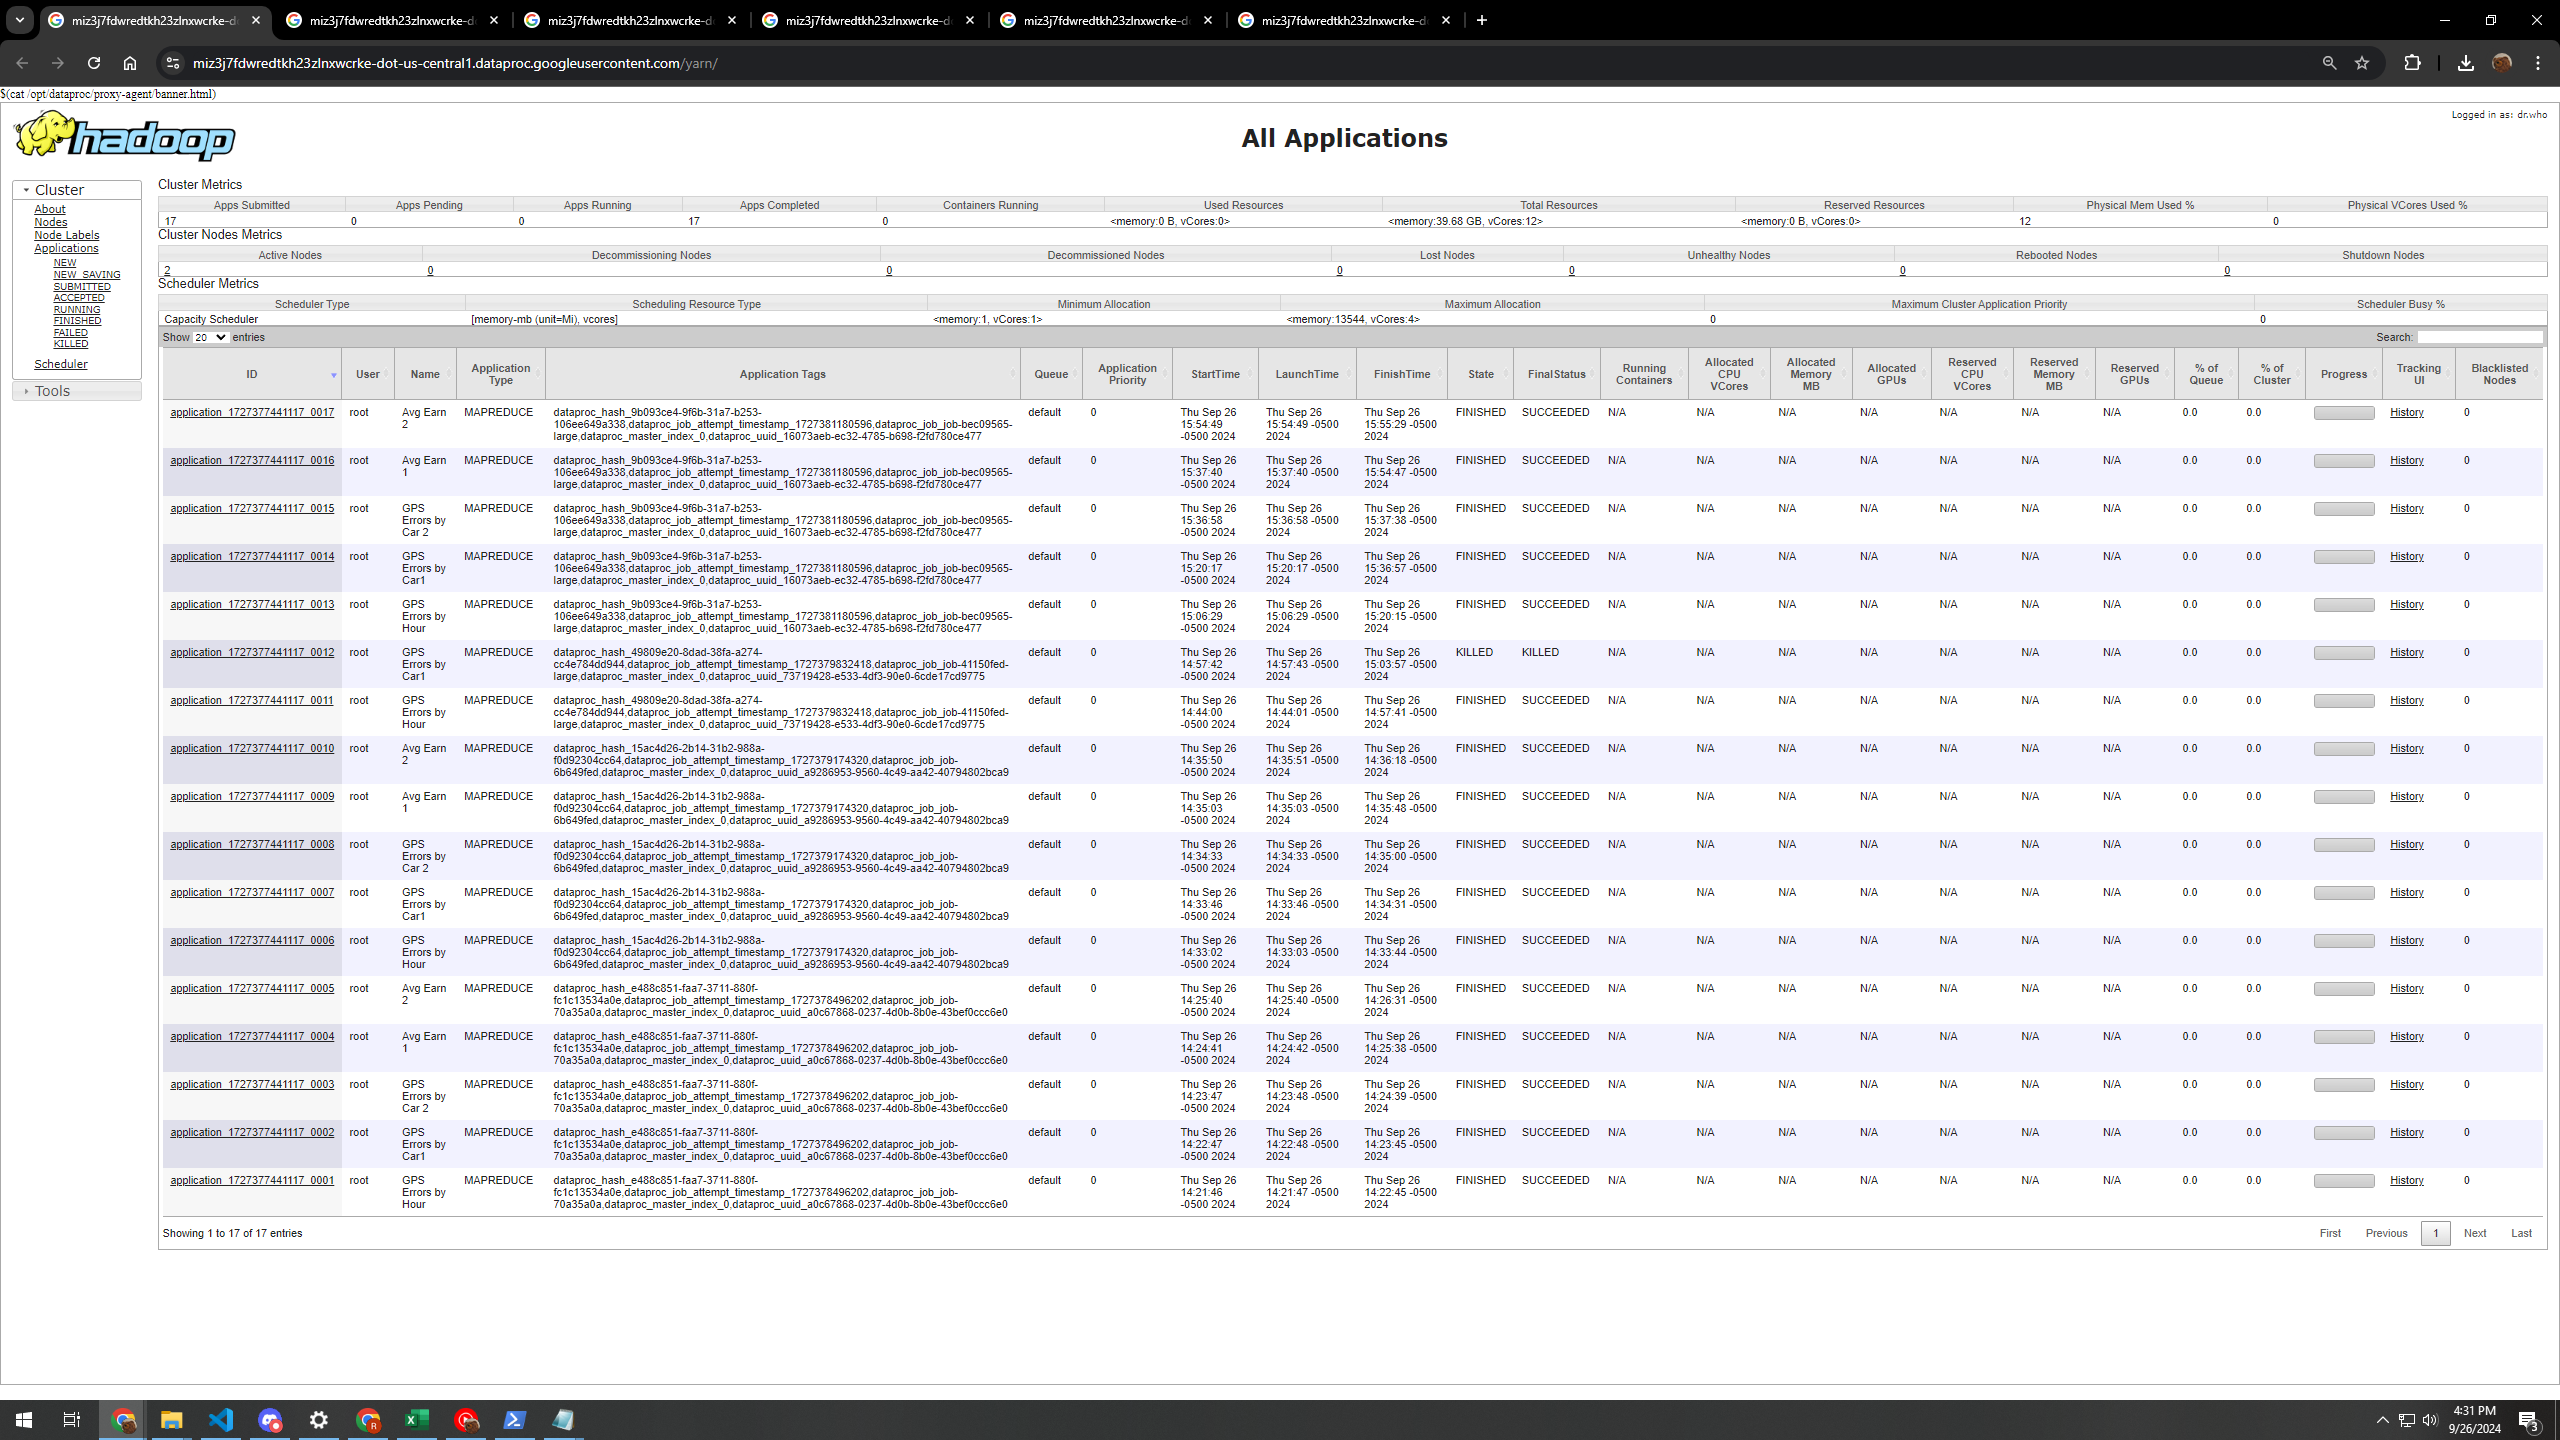 miz3j7fdwredtkh23zlnxwcrke-d
miz3j7fdwredtkh23zlnxwcrke-d
miz3j7fdwredtkh23zlnxwcrke-d
miz3j7fdwredtkh23zlnxwcrke-d
miz3j7fdwredtkh23zlnxwcrke-d
miz3j7fdwredtkh23zlnxwcrke-d
miz3j7fdwredtkh23zlnxwcrke-dot-us-central1.dataproc.googleusercontent.com/yarn/
$(cat /opt/dataproc/proxy-agent/banner.html)
hadoop
All Applications
Logged in as: dr.who
Cluster
About
Nodes
Node Labels
Applications
NEW
NEW_SAVING
SUBMITTED
ACCEPTED
RUNNING
FINISHED
FAILED
KILLED
Scheduler
Tools
Cluster Metrics
Apps Submitted Apps Pending Apps Running Apps Completed Containers Running Used Resources Total Resources Reserved Resources Physical Mem Used % Physical VCores Used %
17 0 0 17 0 <memory:0 B, vCores:0> <memory:39.68 GB, vCores:12> <memory:0 B, vCores:0> 12 0
Cluster Nodes Metrics
Active Nodes Decommissioning Nodes Decommissioned Nodes Lost Nodes Unhealthy Nodes Rebooted Nodes Shutdown Nodes
2 0 0 0 0 0 0
Scheduler Metrics
Scheduler Type Scheduling Resource Type Minimum Allocation Maximum Allocation Maximum Cluster Application Priority Scheduler Busy %
Capacity Scheduler [memory-mb (unit=Mi), vcores] <memory:1, vCores:1> <memory:13544, vCores:4> 0 0
Show 20 entries Search:
ID User Name Application Type Application Tags Queue Application Priority StartTime LaunchTime FinishTime State FinalStatus Running Containers Allocated CPU VCores Allocated Memory MB Allocated GPUs Reserved CPU VCores Reserved Memory MB Reserved GPUs % of Queue % of Cluster Progress Tracking UI Blacklisted Nodes
application_1727377441117_0017 root Avg Earn MAPREDUCE dataproc_hash_9b093ce4-9f6b-31a7-b253- default 0 Thu Sep 26 Thu Sep 26 Thu Sep 26 FINISHED SUCCEEDED N/A N/A N/A N/A N/A N/A N/A 0.0 0.0 History 0
2 106ee649a338,dataproc_job_attempt_timestamp_1727381180596,dataproc_job_job-bec09565- 15:54:49 15:54:49 -0500 15:55:29 -0500
large,dataproc_master_index_0,dataproc_uuid_16073aeb-ec32-4785-b698-f2fd780ce477 -0500 2024 2024 2024
application_1727377441117_0016 root Avg Earn MAPREDUCE dataproc_hash_9b093ce4-9f6b-31a7-b253- default 0 Thu Sep 26 Thu Sep 26 Thu Sep 26 FINISHED SUCCEEDED N/A N/A N/A N/A N/A N/A N/A 0.0 0.0 History 0
1 106ee649a338,dataproc_job_attempt_timestamp_1727381180596,dataproc_job_job-bec09565- 15:37:40 15:37:40 -0500 15:54:47 -0500
large,dataproc_master_index_0,dataproc_uuid_16073aeb-ec32-4785-b698-f2fd780ce477 -0500 2024 2024 2024
application_1727377441117_0015 root GPS MAPREDUCE dataproc_hash_9b093ce4-9f6b-31a7-b253- default 0 Thu Sep 26 Thu Sep 26 Thu Sep 26 FINISHED SUCCEEDED N/A N/A N/A N/A N/A N/A N/A 0.0 0.0 History 0
Errors by 106ee649a338,dataproc_job_attempt_timestamp_1727381180596,dataproc_job_job-bec09565- 15:36:58 15:36:58 -0500 15:37:38 -0500
Car 2 large,dataproc_master_index_0,dataproc_uuid_16073aeb-ec32-4785-b698-f2fd780ce477 -0500 2024 2024 2024
application_1727377441117_0014 root GPS MAPREDUCE dataproc_hash_9b093ce4-9f6b-31a7-b253- default 0 Thu Sep 26 Thu Sep 26 Thu Sep 26 FINISHED SUCCEEDED N/A N/A N/A N/A N/A N/A N/A 0.0 0.0 History 0
Errors by 106ee649a338,dataproc_job_attempt_timestamp_1727381180596,dataproc_job_job-bec09565- 15:20:17 15:20:17 -0500 15:36:57 -0500
Car1 large,dataproc_master_index_0,dataproc_uuid_16073aeb-ec32-4785-b698-f2fd780ce477 -0500 2024 2024 2024
application_1727377441117_0013 root GPS MAPREDUCE dataproc_hash_9b093ce4-9f6b-31a7-b253- default 0 Thu Sep 26 Thu Sep 26 Thu Sep 26 FINISHED SUCCEEDED N/A N/A N/A N/A N/A N/A N/A 0.0 0.0 History 0
Errors by 106ee649a338,dataproc_job_attempt_timestamp_1727381180596,dataproc_job_job-bec09565- 15:06:29 15:06:29 -0500 15:20:15 -0500
Hour large,dataproc_master_index_0,dataproc_uuid_16073aeb-ec32-4785-b698-f2fd780ce477 -0500 2024 2024 2024
application_1727377441117_0012 root GPS MAPREDUCE dataproc_hash_49809e20-8dad-38fa-a274- default 0 Thu Sep 26 Thu Sep 26 Thu Sep 26 KILLED KILLED N/A N/A N/A N/A N/A N/A N/A 0.0 0.0 History 0
Errors by cc4e784dd944,dataproc_job_attempt_timestamp_1727379832418,dataproc_job_job-41150fed- 14:57:42 14:57:43 -0500 15:03:57 -0500
Car1 large,dataproc_master_index_0,dataproc_uuid_73719428-e533-4df3-90e0-6cde17cd9775 -0500 2024 2024 2024
application_1727377441117_0011 root GPS MAPREDUCE dataproc_hash_49809e20-8dad-38fa-a274- default 0 Thu Sep 26 Thu Sep 26 Thu Sep 26 FINISHED SUCCEEDED N/A N/A N/A N/A N/A N/A N/A 0.0 0.0 History 0
Errors by cc4e784dd944,dataproc_job_attempt_timestamp_1727379832418,dataproc_job_job-41150fed- 14:44:00 14:44:01 -0500 14:57:41 -0500
Hour large,dataproc_master_index_0,dataproc_uuid_73719428-e533-4df3-90e0-6cde17cd9775 -0500 2024 2024 2024
application_1727377441117_0010 root Avg Earn MAPREDUCE dataproc_hash_15ac4d26-2b14-31b2-988a- default 0 Thu Sep 26 Thu Sep 26 Thu Sep 26 FINISHED SUCCEEDED N/A N/A N/A N/A N/A N/A N/A 0.0 0.0 History 0
2 f0d92304cc64,dataproc_job_attempt_timestamp_1727379174320,dataproc_job_job- 14:35:50 14:35:51 -0500 14:36:18 -0500
6b649fed,dataproc_master_index_0,dataproc_uuid_a9286953-9560-4c49-aa42-40794802bca9 -0500 2024 2024 2024
application_1727377441117_0009 root Avg Earn MAPREDUCE dataproc_hash_15ac4d26-2b14-31b2-988a- default 0 Thu Sep 26 Thu Sep 26 Thu Sep 26 FINISHED SUCCEEDED N/A N/A N/A N/A N/A N/A N/A 0.0 0.0 History 0
1 f0d92304cc64,dataproc_job_attempt_timestamp_1727379174320,dataproc_job_job- 14:35:03 14:35:03 -0500 14:35:48 -0500
6b649fed,dataproc_master_index_0,dataproc_uuid_a9286953-9560-4c49-aa42-40794802bca9 -0500 2024 2024 2024
application_1727377441117_0008 root GPS MAPREDUCE dataproc_hash_15ac4d26-2b14-31b2-988a- default 0 Thu Sep 26 Thu Sep 26 Thu Sep 26 FINISHED SUCCEEDED N/A N/A N/A N/A N/A N/A N/A 0.0 0.0 History 0
Errors by f0d92304cc64,dataproc_job_attempt_timestamp_1727379174320,dataproc_job_job- 14:34:33 14:34:33 -0500 14:35:00 -0500
Car 2 6b649fed,dataproc_master_index_0,dataproc_uuid_a9286953-9560-4c49-aa42-40794802bca9 -0500 2024 2024 2024
application_1727377441117_0007 root GPS MAPREDUCE dataproc_hash_15ac4d26-2b14-31b2-988a- default 0 Thu Sep 26 Thu Sep 26 Thu Sep 26 FINISHED SUCCEEDED N/A N/A N/A N/A N/A N/A N/A 0.0 0.0 History 0
Errors by f0d92304cc64,dataproc_job_attempt_timestamp_1727379174320,dataproc_job_job- 14:33:46 14:33:46 -0500 14:34:31 -0500
Car1 6b649fed,dataproc_master_index_0,dataproc_uuid_a9286953-9560-4c49-aa42-40794802bca9 -0500 2024 2024 2024
application_1727377441117_0006 root GPS MAPREDUCE dataproc_hash_15ac4d26-2b14-31b2-988a- default 0 Thu Sep 26 Thu Sep 26 Thu Sep 26 FINISHED SUCCEEDED N/A N/A N/A N/A N/A N/A N/A 0.0 0.0 History 0
Errors by f0d92304cc64,dataproc_job_attempt_timestamp_1727379174320,dataproc_job_job- 14:33:02 14:33:03 -0500 14:33:44 -0500
Hour 6b649fed,dataproc_master_index_0,dataproc_uuid_a9286953-9560-4c49-aa42-40794802bca9 -0500 2024 2024 2024
application_1727377441117_0005 root Avg Earn MAPREDUCE dataproc_hash_e488c851-faa7-3711-880f- default 0 Thu Sep 26 Thu Sep 26 Thu Sep 26 FINISHED SUCCEEDED N/A N/A N/A N/A N/A N/A N/A 0.0 0.0 History 0
2 fc1c13534a0e,dataproc_job_attempt_timestamp_1727378496202,dataproc_job_job- 14:25:40 14:25:40 -0500 14:26:31 -0500
70a35a0a,dataproc_master_index_0,dataproc_uuid_a0c67868-0237-4d0b-8b0e-43bef0ccc6e0 -0500 2024 2024 2024
application_1727377441117_0004 root Avg Earn MAPREDUCE dataproc_hash_e488c851-faa7-3711-880f- default 0 Thu Sep 26 Thu Sep 26 Thu Sep 26 FINISHED SUCCEEDED N/A N/A N/A N/A N/A N/A N/A 0.0 0.0 History 0
1 fc1c13534a0e,dataproc_job_attempt_timestamp_1727378496202,dataproc_job_job- 14:24:41 14:24:42 -0500 14:25:38 -0500
70a35a0a,dataproc_master_index_0,dataproc_uuid_a0c67868-0237-4d0b-8b0e-43bef0ccc6e0 -0500 2024 2024 2024
application_1727377441117_0003 root GPS MAPREDUCE dataproc_hash_e488c851-faa7-3711-880f- default 0 Thu Sep 26 Thu Sep 26 Thu Sep 26 FINISHED SUCCEEDED N/A N/A N/A N/A N/A N/A N/A 0.0 0.0 History 0
Errors by fc1c13534a0e,dataproc_job_attempt_timestamp_1727378496202,dataproc_job_job- 14:23:47 14:23:48 -0500 14:24:39 -0500
Car 2 70a35a0a,dataproc_master_index_0,dataproc_uuid_a0c67868-0237-4d0b-8b0e-43bef0ccc6e0 -0500 2024 2024 2024
application_1727377441117_0002 root GPS MAPREDUCE dataproc_hash_e488c851-faa7-3711-880f- default 0 Thu Sep 26 Thu Sep 26 Thu Sep 26 FINISHED SUCCEEDED N/A N/A N/A N/A N/A N/A N/A 0.0 0.0 History 0
Errors by fc1c13534a0e,dataproc_job_attempt_timestamp_1727378496202,dataproc_job_job- 14:22:47 14:22:48 -0500 14:23:45 -0500
Car1 70a35a0a,dataproc_master_index_0,dataproc_uuid_a0c67868-0237-4d0b-8b0e-43bef0ccc6e0 -0500 2024 2024 2024
application_1727377441117_0001 root GPS MAPREDUCE dataproc_hash_e488c851-faa7-3711-880f- default 0 Thu Sep 26 Thu Sep 26 Thu Sep 26 FINISHED SUCCEEDED N/A N/A N/A N/A N/A N/A N/A 0.0 0.0 History 0
Errors by fc1c13534a0e,dataproc_job_attempt_timestamp_1727378496202,dataproc_job_job- 14:21:46 14:21:47 -0500 14:22:45 -0500
Hour 70a35a0a,dataproc_master_index_0,dataproc_uuid_a0c67868-0237-4d0b-8b0e-43bef0ccc6e0 -0500 2024 2024 2024
Showing 1 to 17 of 17 entries First Previous 1 Next Last
4:31 PM
9/26/2024
3